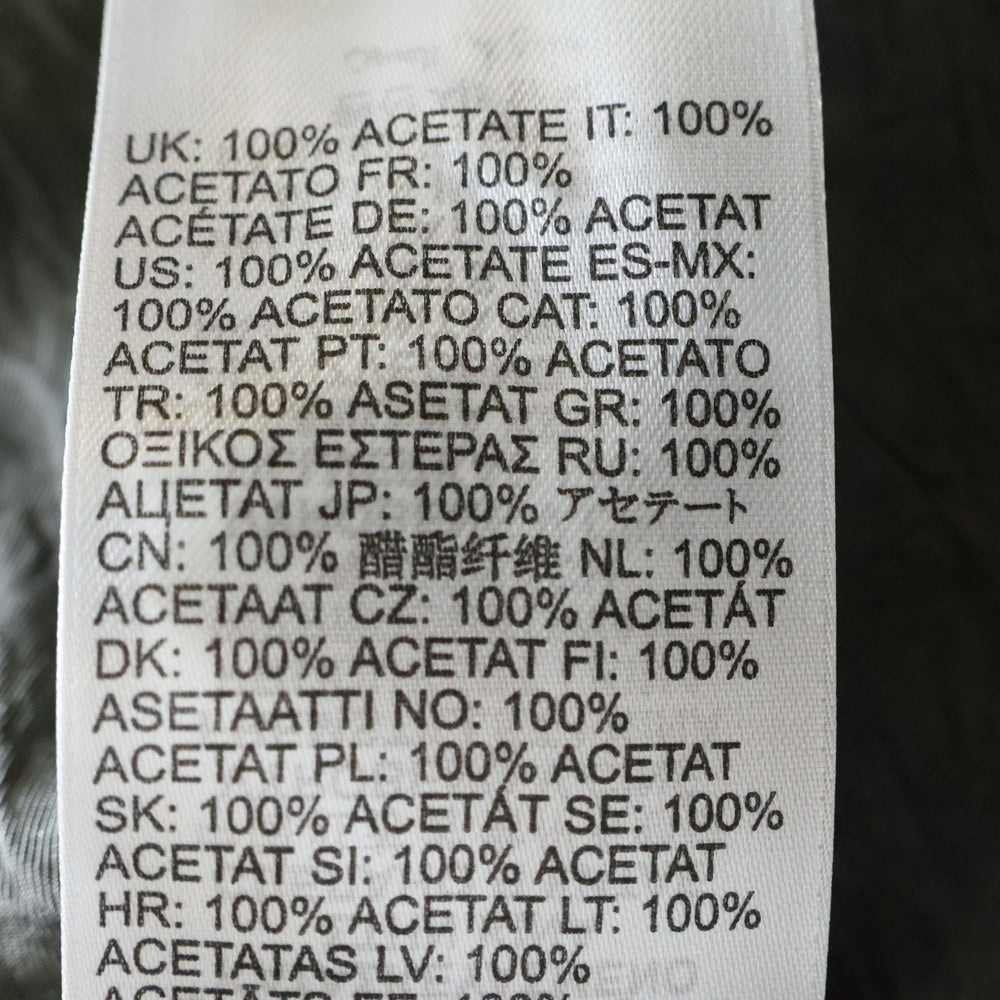 UK: 100% ACETATE IT: 100%
ACETATO FR: 100%
ACÉTATE DE: 100% ACETAT
US: 100% ACETATE ES-MX:
100% ACETATO CAT: 100%
ACETAT PT: 100% ACETATO
TR: 100% ASETAT GR: 100%
ΟΞΙΚΟΣ ΕΣΤΕΡΑΣ RU: 100%
АЦЕТАТ JP: 100% アセテート
CN: 100% 醋酯纤维 NL: 100%
ACETAAT CZ: 100% ACETÁT
DK: 100% ACETAT FI: 100%
ASETAATTI NO: 100%
ACETAT PL: 100% ACETAT
SK: 100% ACETÁT SE: 100%
ACETAT SI: 100% ACETAT
HR: 100% ACETAT LT: 100%
ACETATAS LV: 100%
ACETĀTS EE: 100%